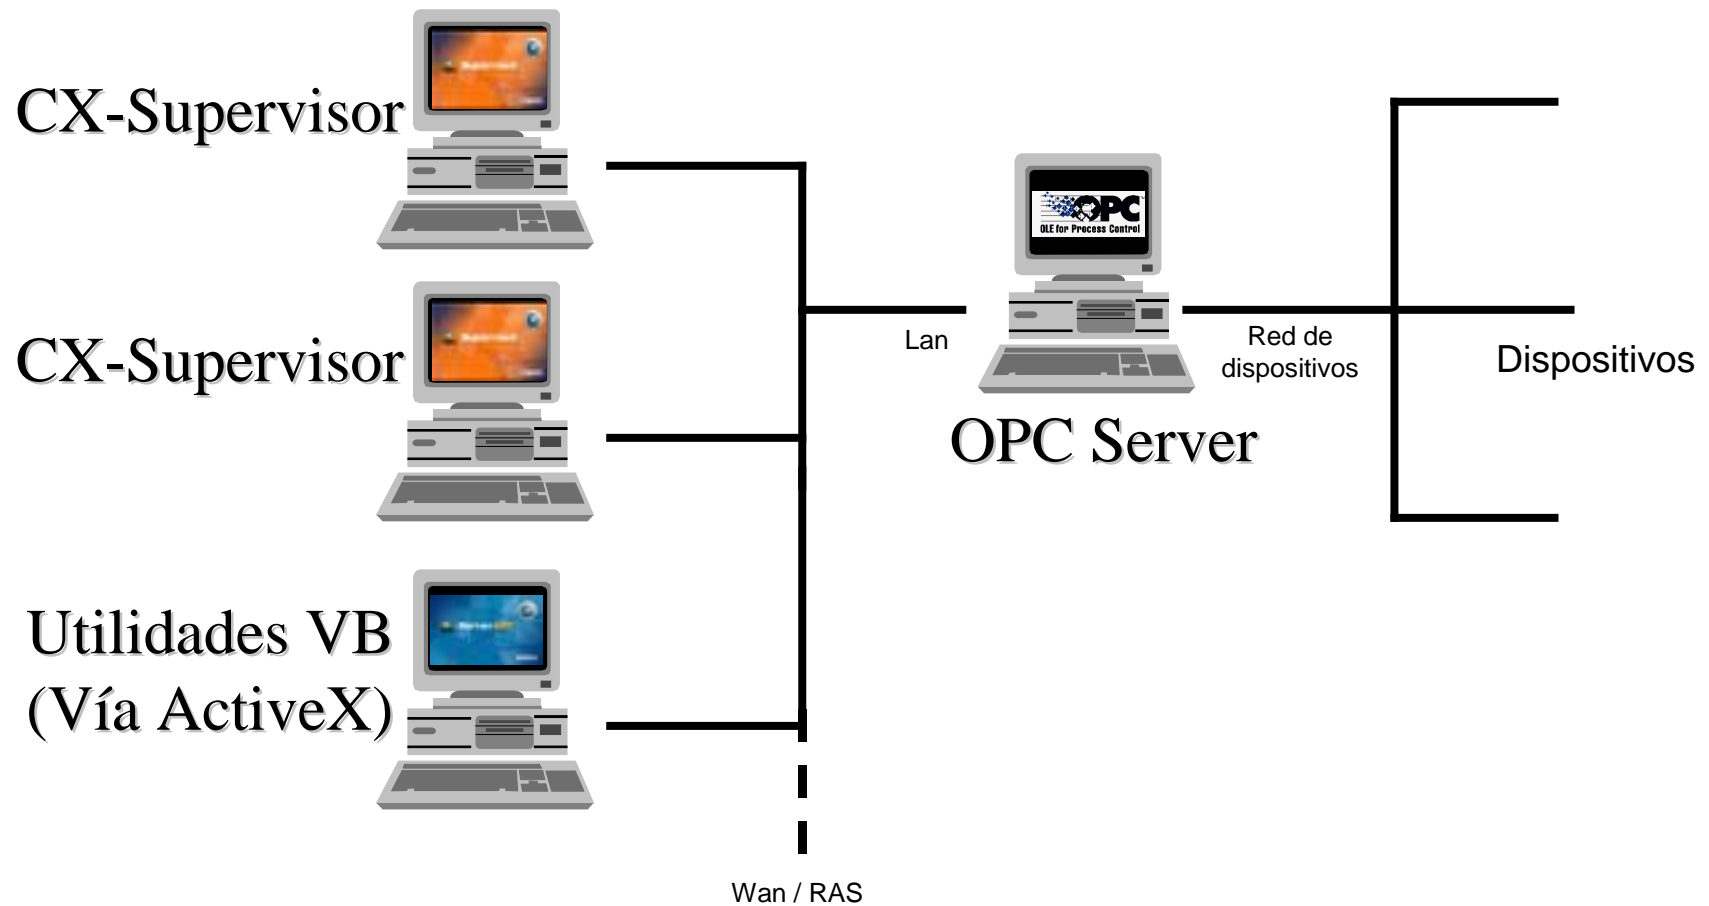 CX-Supervisor
OPC
OLE for Process Control
CX-Supervisor
Lan
Red de
dispositivos
Dispositivos
OPC Server
Utilidades VB
(Vía ActiveX)
Wan / RAS